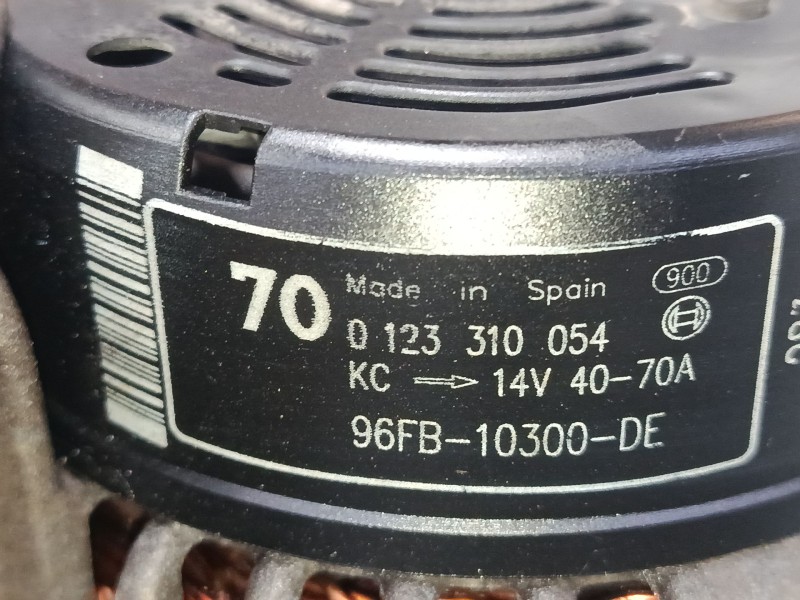 70
Made in Spain 900
0 123 310 054
KC 14V 40-70A
96FB-10300-DE